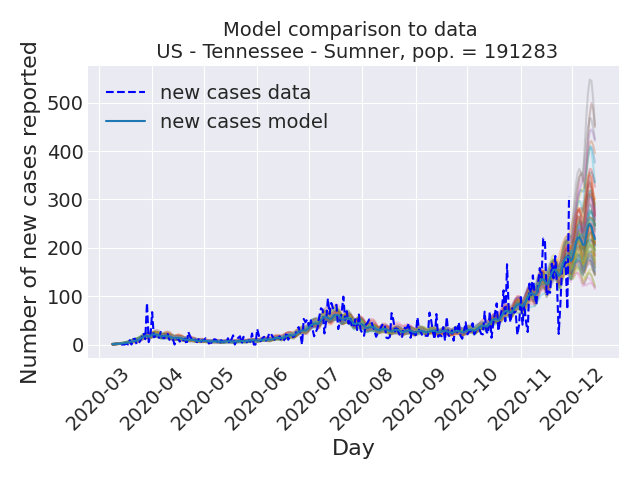 Model comparison to data
US - Tennessee - Sumner, pop. = 191283
Number of new cases reported
500
400
300
200
100
0
new cases data
new cases model
2020-03
2020-04
2020-05
2020-06
2020-07
2020-08
2020-09
2020-10
2020-11
2020-12
Day